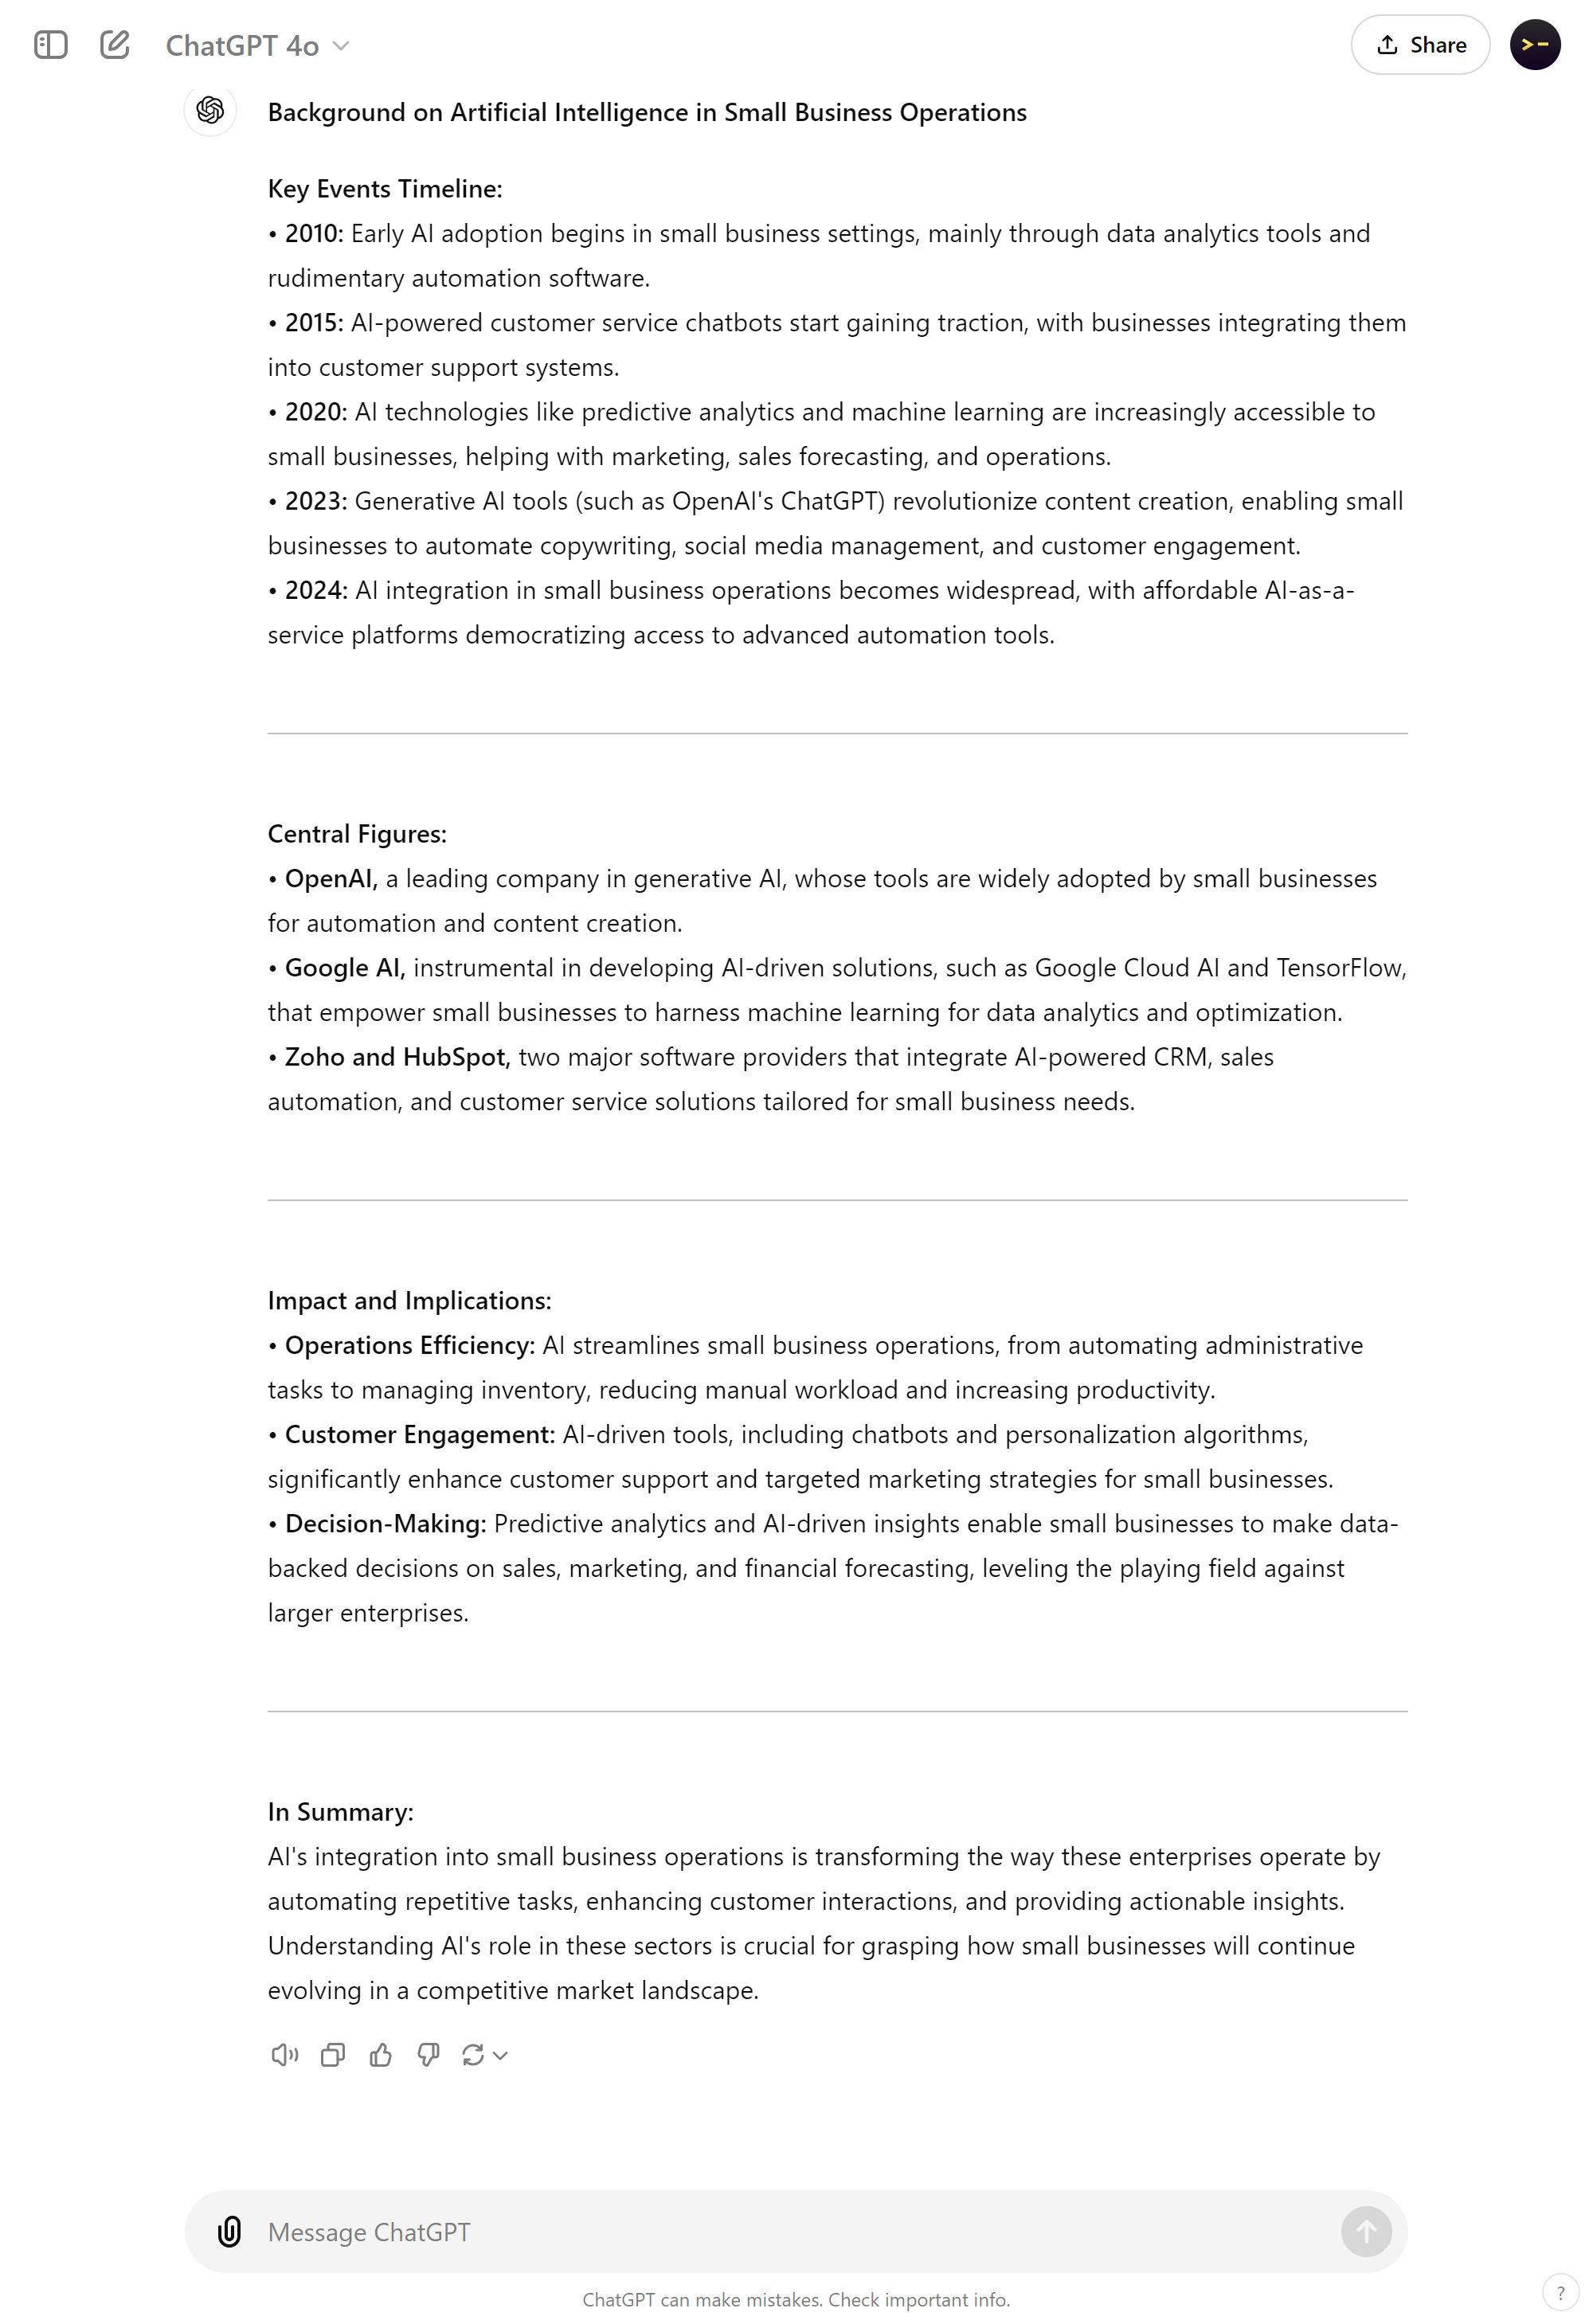 ChatGPT 4o
Share
Background on Artificial Intelligence in Small Business Operations
Key Events Timeline:
• 2010: Early AI adoption begins in small business settings, mainly through data analytics tools and
rudimentary automation software.
• 2015: AI-powered customer service chatbots start gaining traction, with businesses integrating them
into customer support systems.
• 2020: AI technologies like predictive analytics and machine learning are increasingly accessible to
small businesses, helping with marketing, sales forecasting, and operations.
• 2023: Generative AI tools (such as OpenAI's ChatGPT) revolutionize content creation, enabling small
businesses to automate copywriting, social media management, and customer engagement.
• 2024: AI integration in small business operations becomes widespread, with affordable AI-as-a-
service platforms democratizing access to advanced automation tools.
Central Figures:
• OpenAI, a leading company in generative AI, whose tools are widely adopted by small businesses
for automation and content creation.
• Google AI, instrumental in developing AI-driven solutions, such as Google Cloud AI and TensorFlow,
that empower small businesses to harness machine learning for data analytics and optimization.
• Zoho and HubSpot, two major software providers that integrate AI-powered CRM, sales
automation, and customer service solutions tailored for small business needs.
Impact and Implications:
• Operations Efficiency: AI streamlines small business operations, from automating administrative
tasks to managing inventory, reducing manual workload and increasing productivity.
• Customer Engagement: AI-driven tools, including chatbots and personalization algorithms,
significantly enhance customer support and targeted marketing strategies for small businesses.
• Decision-Making: Predictive analytics and AI-driven insights enable small businesses to make data-
backed decisions on sales, marketing, and financial forecasting, leveling the playing field against
larger enterprises.
In Summary:
AI's integration into small business operations is transforming the way these enterprises operate by
automating repetitive tasks, enhancing customer interactions, and providing actionable insights.
Understanding AI's role in these sectors is crucial for grasping how small businesses will continue
evolving in a competitive market landscape.
Message ChatGPT
ChatGPT can make mistakes. Check important info.
?